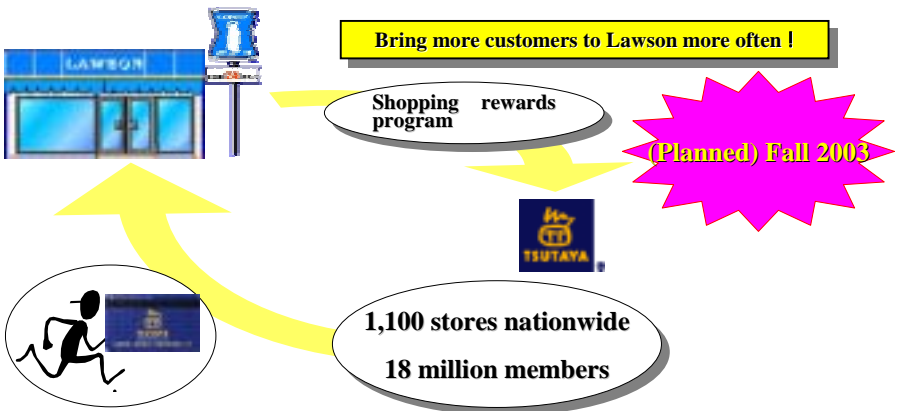 Bring more customers to Lawson more often !
LAWSON
Shopping rewards
program
(Planned) Fall 2003
TSUTAYA
1,100 stores nationwide
18 million members